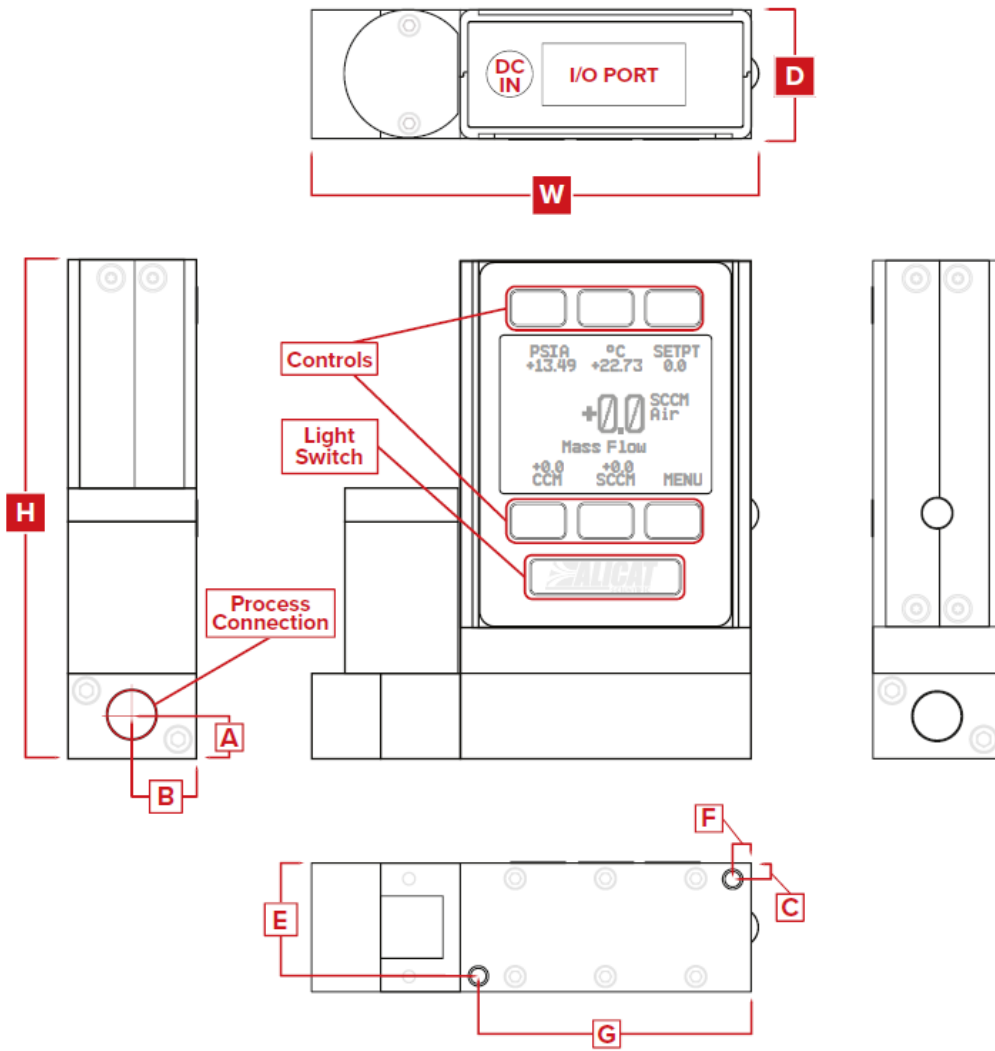 DC
IN
I/O PORT
D
W
H
Controls
Light
Switch
Process
Connection
A
B
PSIA °C SETPT
+13.49 +22.73 0.0
+0.0 SCCM
Air
Mass Flow
+0.0 +0.0
CCM SCCM MENU
ALICAT
F
C
E
G